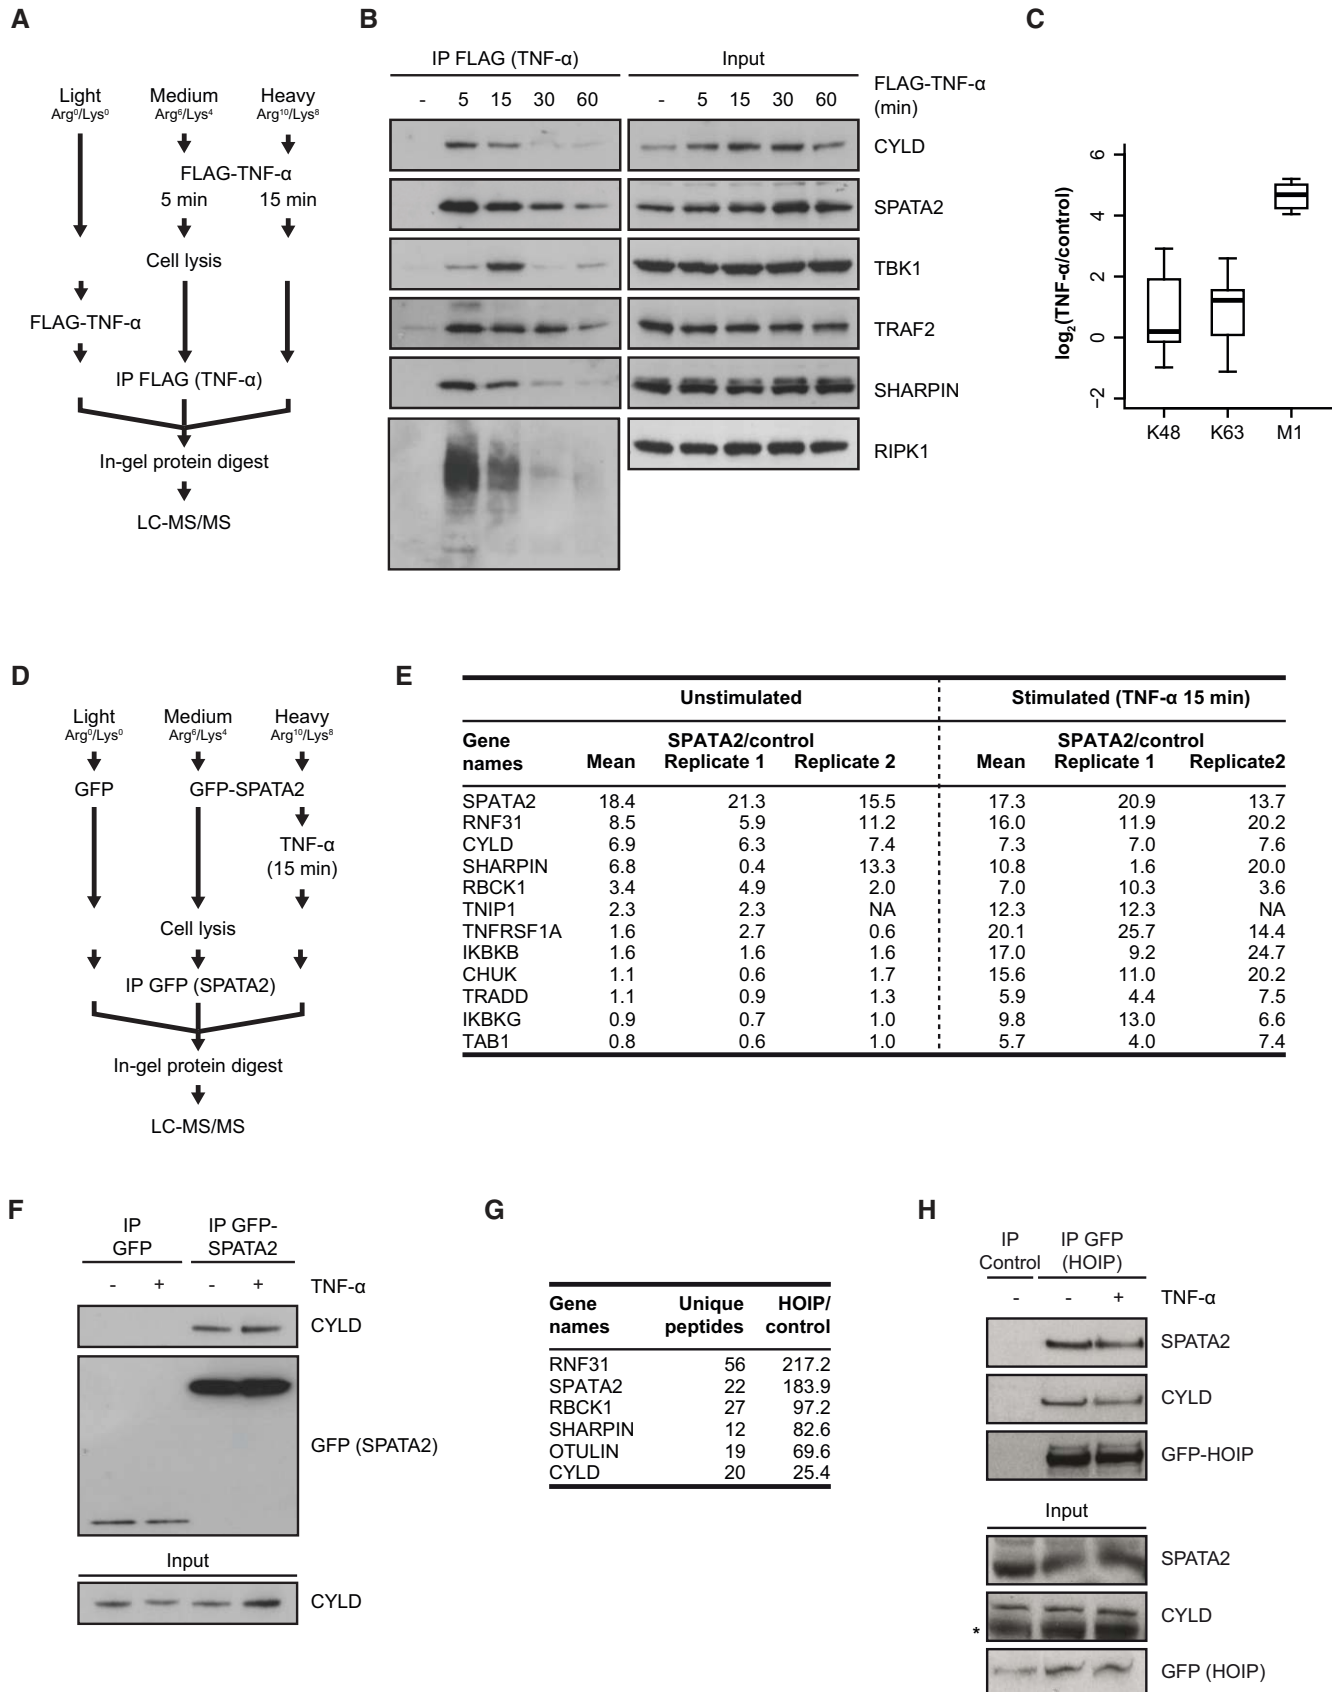 A
Light Medium Heavy
Arg⁰/Lys⁰ Arg⁶/Lys⁴ Arg¹⁰/Lys⁸
FLAG-TNF-α
5 min 15 min
Cell lysis
FLAG-TNF-α
IP FLAG (TNF-α)
In-gel protein digest
LC-MS/MS
B
IP FLAG (TNF-α) Input
FLAG-TNF-α
(min)
- 5 15 30 60 - 5 15 30 60
CYLD
SPATA2
TBK1
TRAF2
SHARPIN
RIPK1
C
log₂(TNF-α/control)
6
4
2
0
−2
K48 K63 M1
D
Light Medium Heavy
Arg⁰/Lys⁰ Arg⁶/Lys⁴ Arg¹⁰/Lys⁸
GFP GFP-SPATA2
TNF-α
(15 min)
Cell lysis
IP GFP (SPATA2)
In-gel protein digest
LC-MS/MS
E
Unstimulated Stimulated (TNF-α 15 min)
Gene SPATA2/control SPATA2/control
names Mean Replicate 1 Replicate 2 Mean Replicate 1 Replicate2
SPATA2 18.4 21.3 15.5 17.3 20.9 13.7
RNF31 8.5 5.9 11.2 16.0 11.9 20.2
CYLD 6.9 6.3 7.4 7.3 7.0 7.6
SHARPIN 6.8 0.4 13.3 10.8 1.6 20.0
RBCK1 3.4 4.9 2.0 7.0 10.3 3.6
TNIP1 2.3 2.3 NA 12.3 12.3 NA
TNFRSF1A 1.6 2.7 0.6 20.1 25.7 14.4
IKBKB 1.6 1.6 1.6 17.0 9.2 24.7
CHUK 1.1 0.6 1.7 15.6 11.0 20.2
TRADD 1.1 0.9 1.3 5.9 4.4 7.5
IKBKG 0.9 0.7 1.0 9.8 13.0 6.6
TAB1 0.8 0.6 1.0 5.7 4.0 7.4
F
IP IP GFP-
GFP SPATA2
- + - + TNF-α
CYLD
GFP (SPATA2)
Input
CYLD
G
Gene Unique HOIP/
names peptides control
RNF31 56 217.2
SPATA2 22 183.9
RBCK1 27 97.2
SHARPIN 12 82.6
OTULIN 19 69.6
CYLD 20 25.4
H
IP IP GFP
Control (HOIP)
- - + TNF-α
SPATA2
CYLD
GFP-HOIP
Input
SPATA2
CYLD
*
GFP (HOIP)